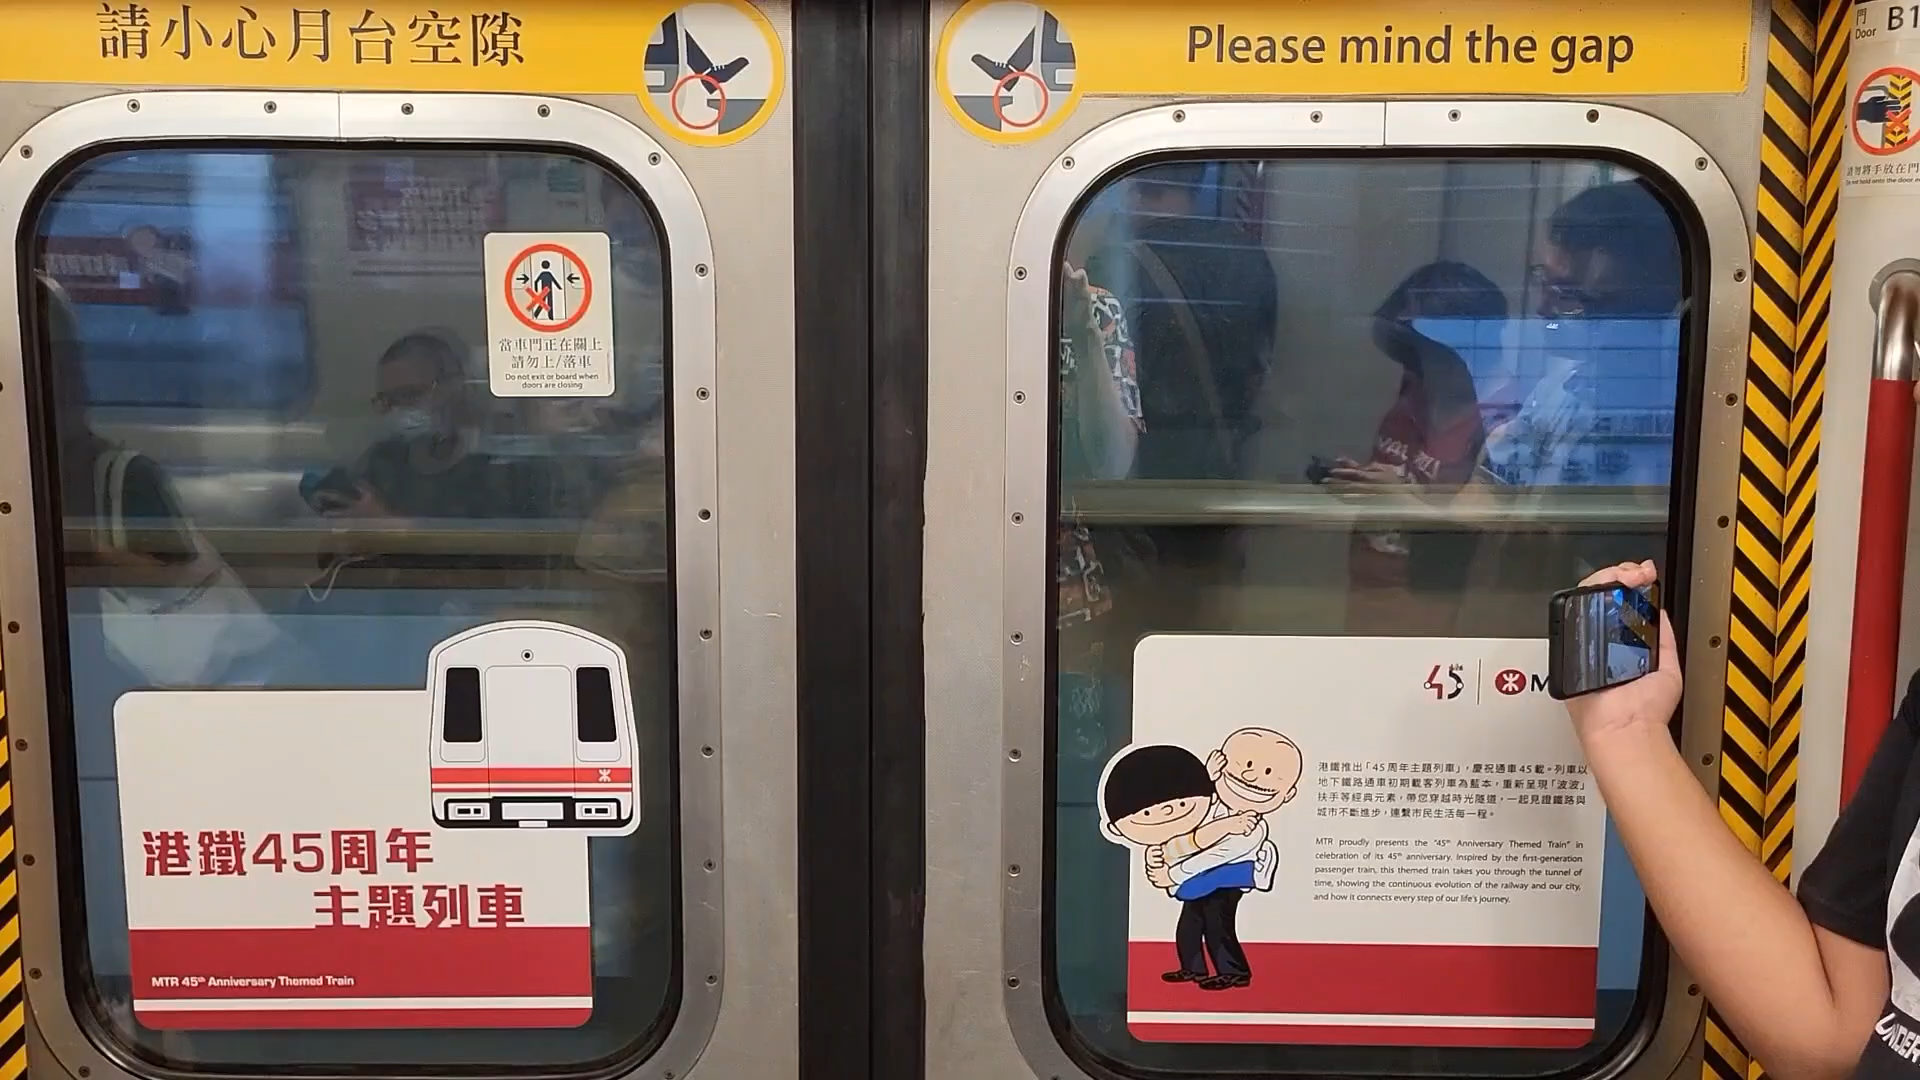 請小心月台空隙
Please mind the gap
門
Door
B1
當車門正在關上
請勿上/落車
Do not exit or board when
doors are closing
請勿將手放在門
港鐵45周年
主題列車
MTR 45th Anniversary Themed Train
45
M
港鐵推出「45周年主題列車」，慶祝通車45載。列車以
地下鐵路通車初期載客列車為藍本，重新呈現「波波」
扶手等經典元素，帶您穿越時光隧道，一起見證鐵路與
城市不斷進步，連繫市民生活每一程。
MTR proudly presents the "45th Anniversary Themed Train" in
celebration of its 45th anniversary. Inspired by the first-generation
passenger train, this themed train takes you through the tunnel of
time, showing the continuous evolution of the railway and our city,
and how it connects every step of our life's journey.